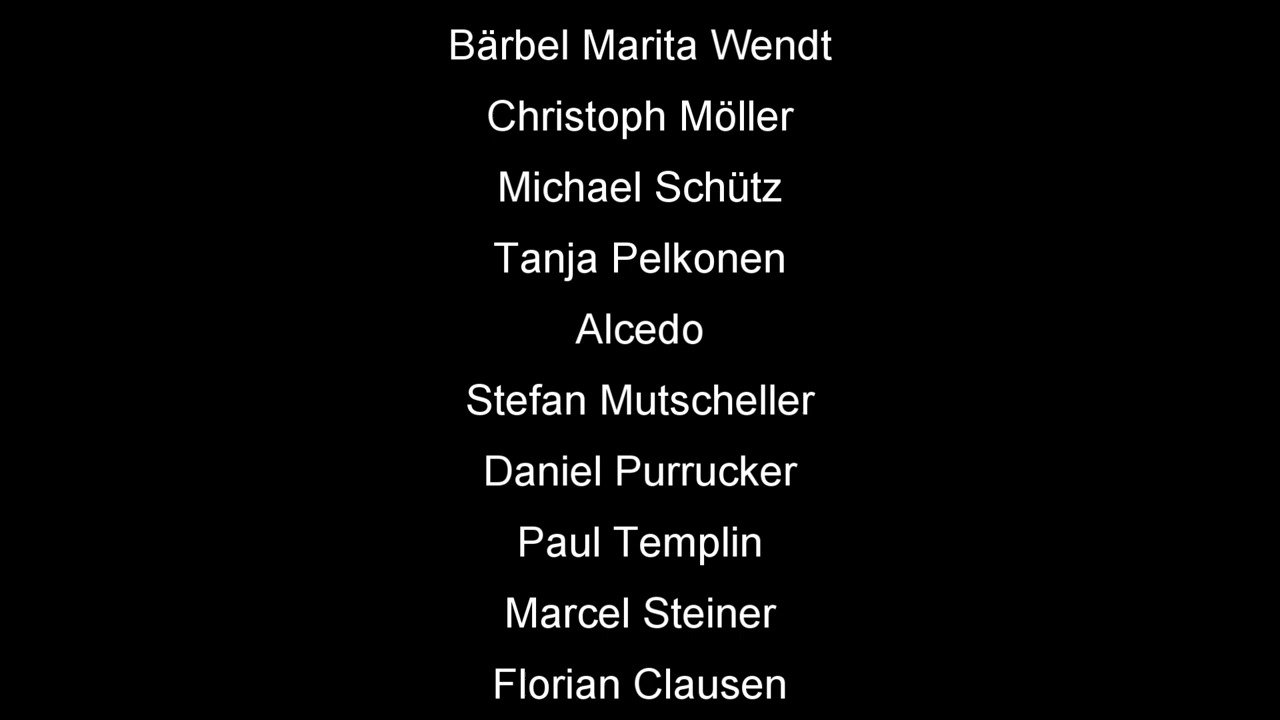 Bärbel Marita Wendt
Christoph Möller
Michael Schütz
Tanja Pelkonen
Alcedo
Stefan Mutscheller
Daniel Purrucker
Paul Templin
Marcel Steiner
Florian Clausen